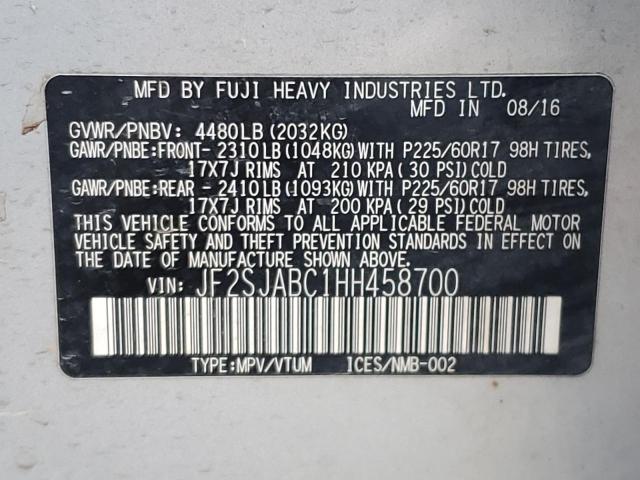 MFD BY FUJI HEAVY INDUSTRIES LTD.
MFD IN 08/16
GVWR/PNBV: 4480LB (2032KG)
GAWR/PNBE:FRONT- 2310LB (1048KG) WITH P225/60R17 98H TIRES,
17X7J RIMS AT 210 KPA ( 30 PSI) COLD
GAWR/PNBE:REAR - 2410LB (1093KG) WITH P225/60R17 98H TIRES,
17X7J RIMS AT 200 KPA ( 29 PSI) COLD
THIS VEHICLE CONFORMS TO ALL APPLICABLE FEDERAL MOTOR
VEHICLE SAFETY, BUMPER, AND THEFT PREVENTION STANDARDS IN EFFECT ON
THE DATE OF MANUFACTURE SHOWN ABOVE.
VIN: JF2SJABC1HH458700
TYPE:MPV/VTUM ICES/NMB-002